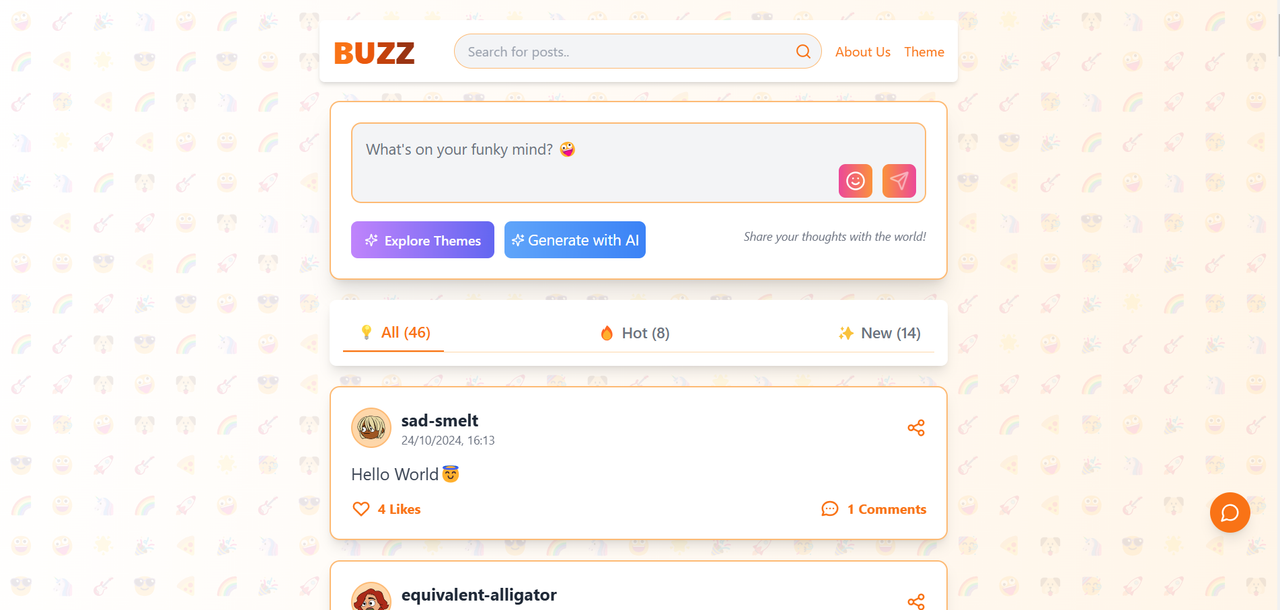 BUZZ Search for posts.. About Us Theme
What's on your funky mind? 🤪
Explore Themes Generate with AI Share your thoughts with the world!
💡 All (46) 🔥 Hot (8) ✨ New (14)
sad-smelt
24/10/2024, 16:13
Hello World😇
4 Likes 1 Comments
equivalent-alligator